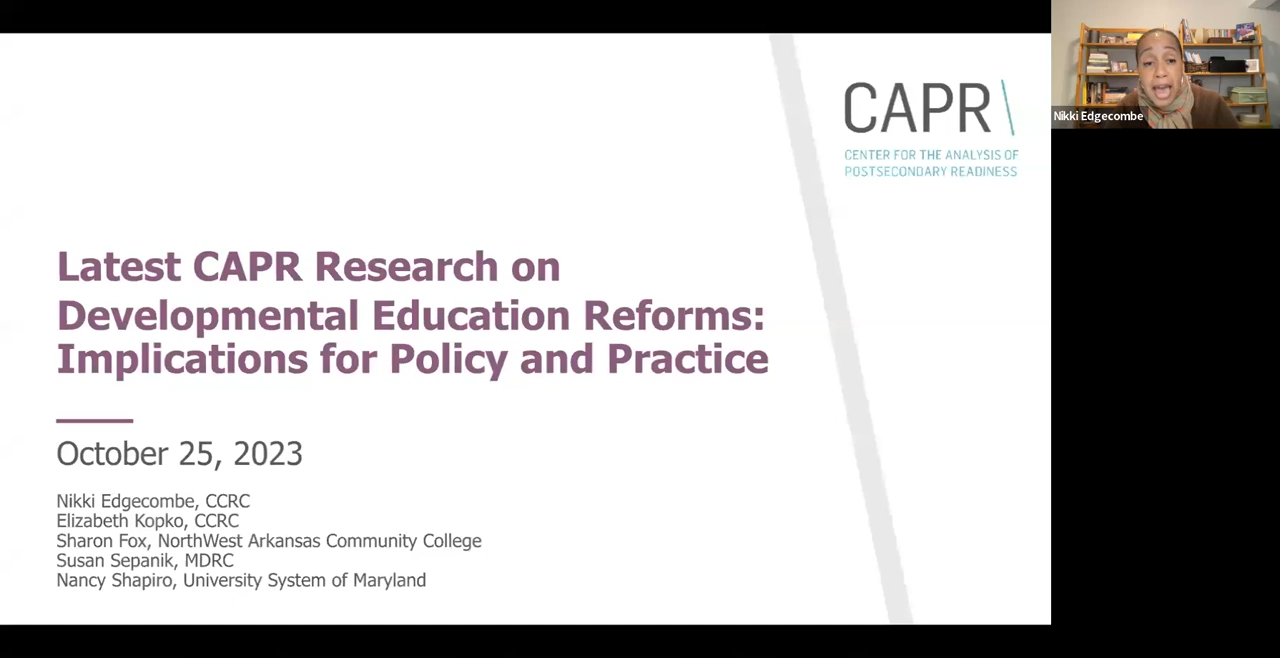 CAPR
CENTER FOR THE ANALYSIS OF
POSTSECONDARY READINESS
Nikki Edgecombe
Latest CAPR Research on
Developmental Education Reforms:
Implications for Policy and Practice
October 25, 2023
Nikki Edgecombe, CCRC
Elizabeth Kopko, CCRC
Sharon Fox, NorthWest Arkansas Community College
Susan Sepanik, MDRC
Nancy Shapiro, University System of Maryland